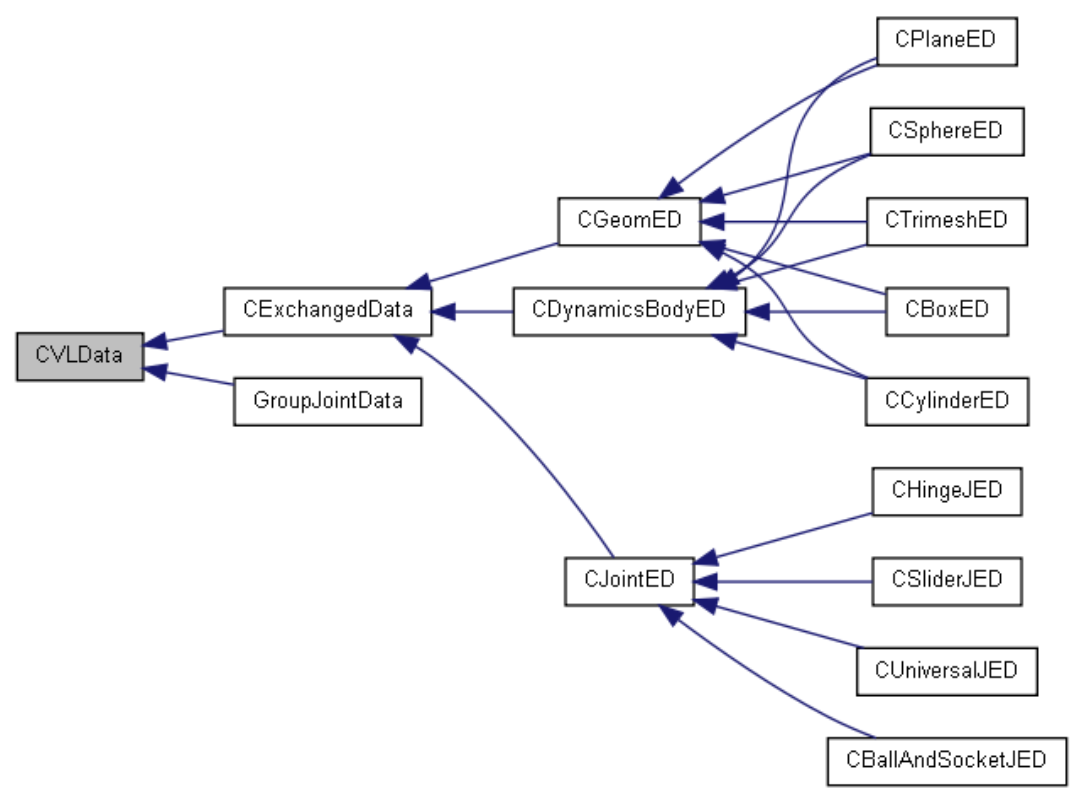 CPlaneED
CSphereED
CGeomED
CTrimeshED
CExchangedData
CDynamicsBodyED
CBoxED
CVLData
GroupJointData
CCylinderED
CHingeJED
CJointED
CSliderJED
CUniversalJED
CBallAndSocketJED